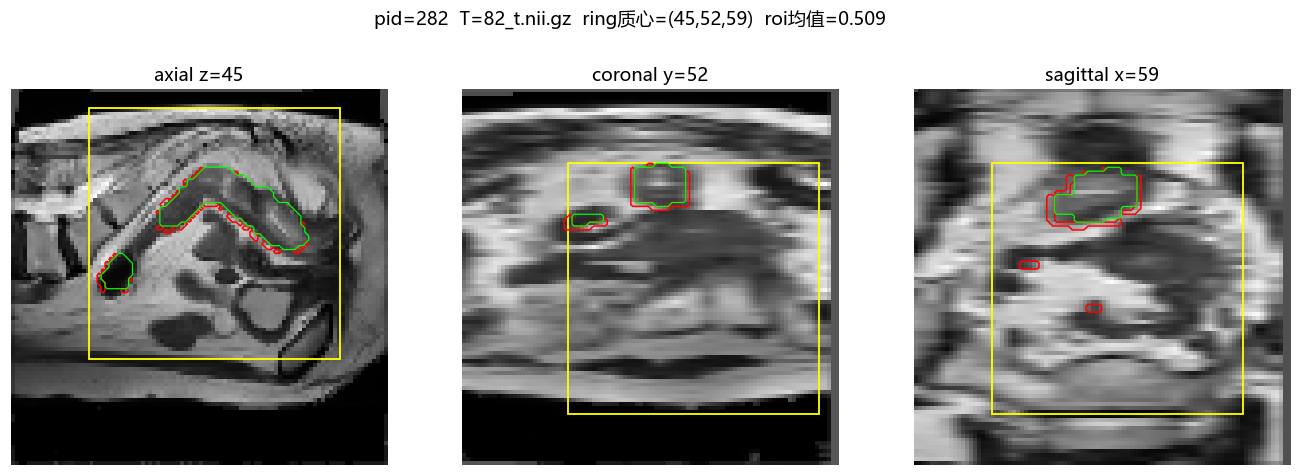 pid=282  T=82_t.nii.gz  ring质心=(45,52,59)  roi均值=0.509
axial z=45
coronal y=52
sagittal x=59